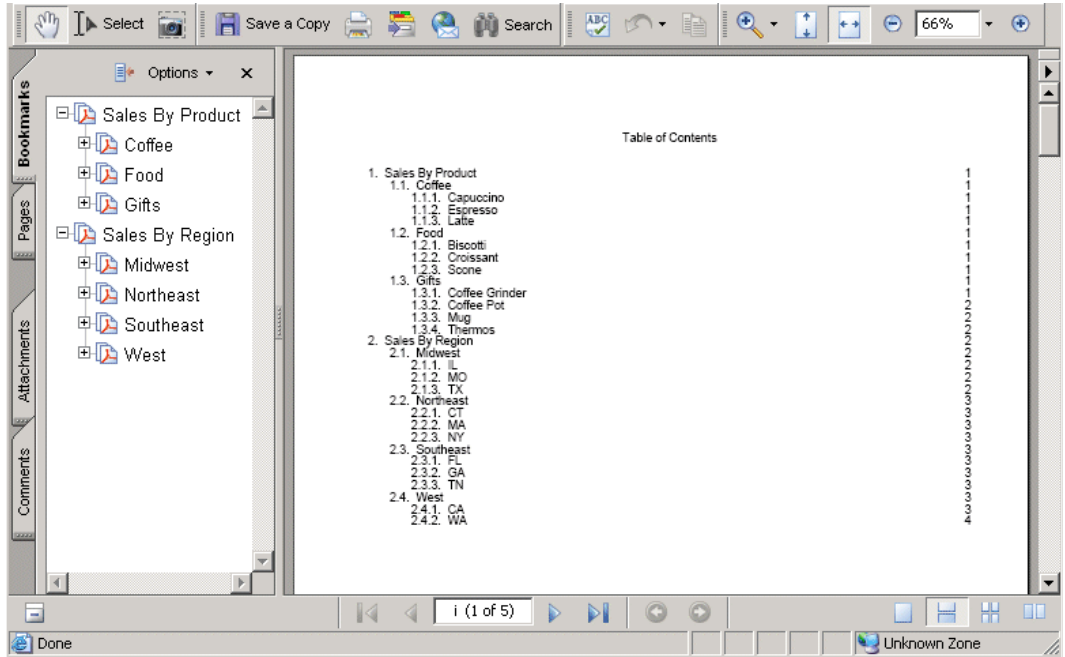 Select
Save a Copy
Search
ABC
66%
Options
x
Bookmarks
Pages
Attachments
Comments
Sales By Product
Coffee
Food
Gifts
Sales By Region
Midwest
Northeast
Southeast
West
Table of Contents
1. Sales By Product 1
1.1. Coffee 1
1.1.1. Capuccino 1
1.1.2. Espresso 1
1.1.3. Latte 1
1.2. Food 1
1.2.1. Biscotti 1
1.2.2. Croissant 1
1.2.3. Scone 1
1.3. Gifts 1
1.3.1. Coffee Grinder 1
1.3.2. Coffee Pot 2
1.3.3. Mug 2
1.3.4. Thermos 2
2. Sales By Region 2
2.1. Midwest 2
2.1.1. IL 2
2.1.2. MO 2
2.1.3. TX 2
2.2. Northeast 3
2.2.1. CT 3
2.2.2. MA 3
2.2.3. NY 3
2.3. Southeast 3
2.3.1. FL 3
2.3.2. GA 3
2.3.3. TN 3
2.4. West 3
2.4.1. CA 3
2.4.2. WA 4
i (1 of 5)
Done
Unknown Zone